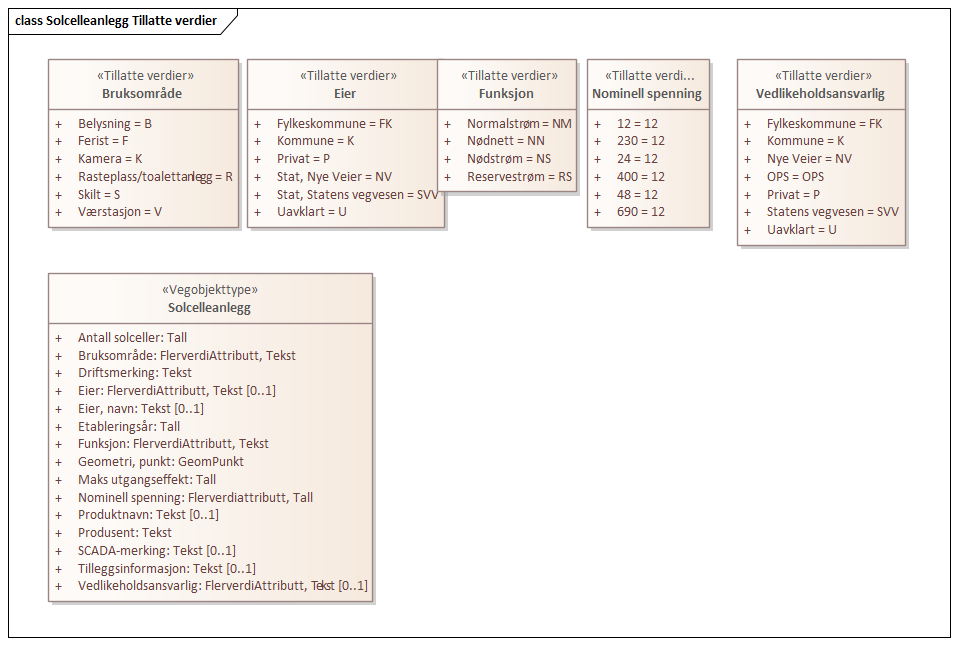 class Solcelleanlegg Tillatte verdier
«Tillatte verdier»
Bruksområde
+ Belysning = B
+ Ferist = F
+ Kamera = K
+ Rasteplass/toalettanlegg = R
+ Skilt = S
+ Værstasjon = V
«Tillatte verdier»
Eier
+ Fylkeskommune = FK
+ Kommune = K
+ Privat = P
+ Stat, Nye Veier = NV
+ Stat, Statens vegvesen = SVV
+ Uavklart = U
«Tillatte verdier»
Funksjon
+ Normalstrøm = NM
+ Nødnett = NN
+ Nødstrøm = NS
+ Reservestrøm = RS
«Tillatte verdi...
Nominell spenning
+ 12 = 12
+ 230 = 12
+ 24 = 12
+ 400 = 12
+ 48 = 12
+ 690 = 12
«Tillatte verdier»
Vedlikeholdsansvarlig
+ Fylkeskommune = FK
+ Kommune = K
+ Nye Veier = NV
+ OPS = OPS
+ Privat = P
+ Statens vegvesen = SVV
+ Uavklart = U
«Vegobjekttype»
Solcelleanlegg
+ Antall solceller: Tall
+ Bruksområde: FlerverdiAttributt, Tekst
+ Driftsmerking: Tekst
+ Eier: FlerverdiAttributt, Tekst [0..1]
+ Eier, navn: Tekst [0..1]
+ Etableringsår: Tall
+ Funksjon: FlerverdiAttributt, Tekst
+ Geometri, punkt: GeomPunkt
+ Maks utgangseffekt: Tall
+ Nominell spenning: Flerverdiattributt, Tall
+ Produktnavn: Tekst [0..1]
+ Produsent: Tekst
+ SCADA-merking: Tekst [0..1]
+ Tilleggsinformasjon: Tekst [0..1]
+ Vedlikeholdsansvarlig: FlerverdiAttributt, Tekst [0..1]